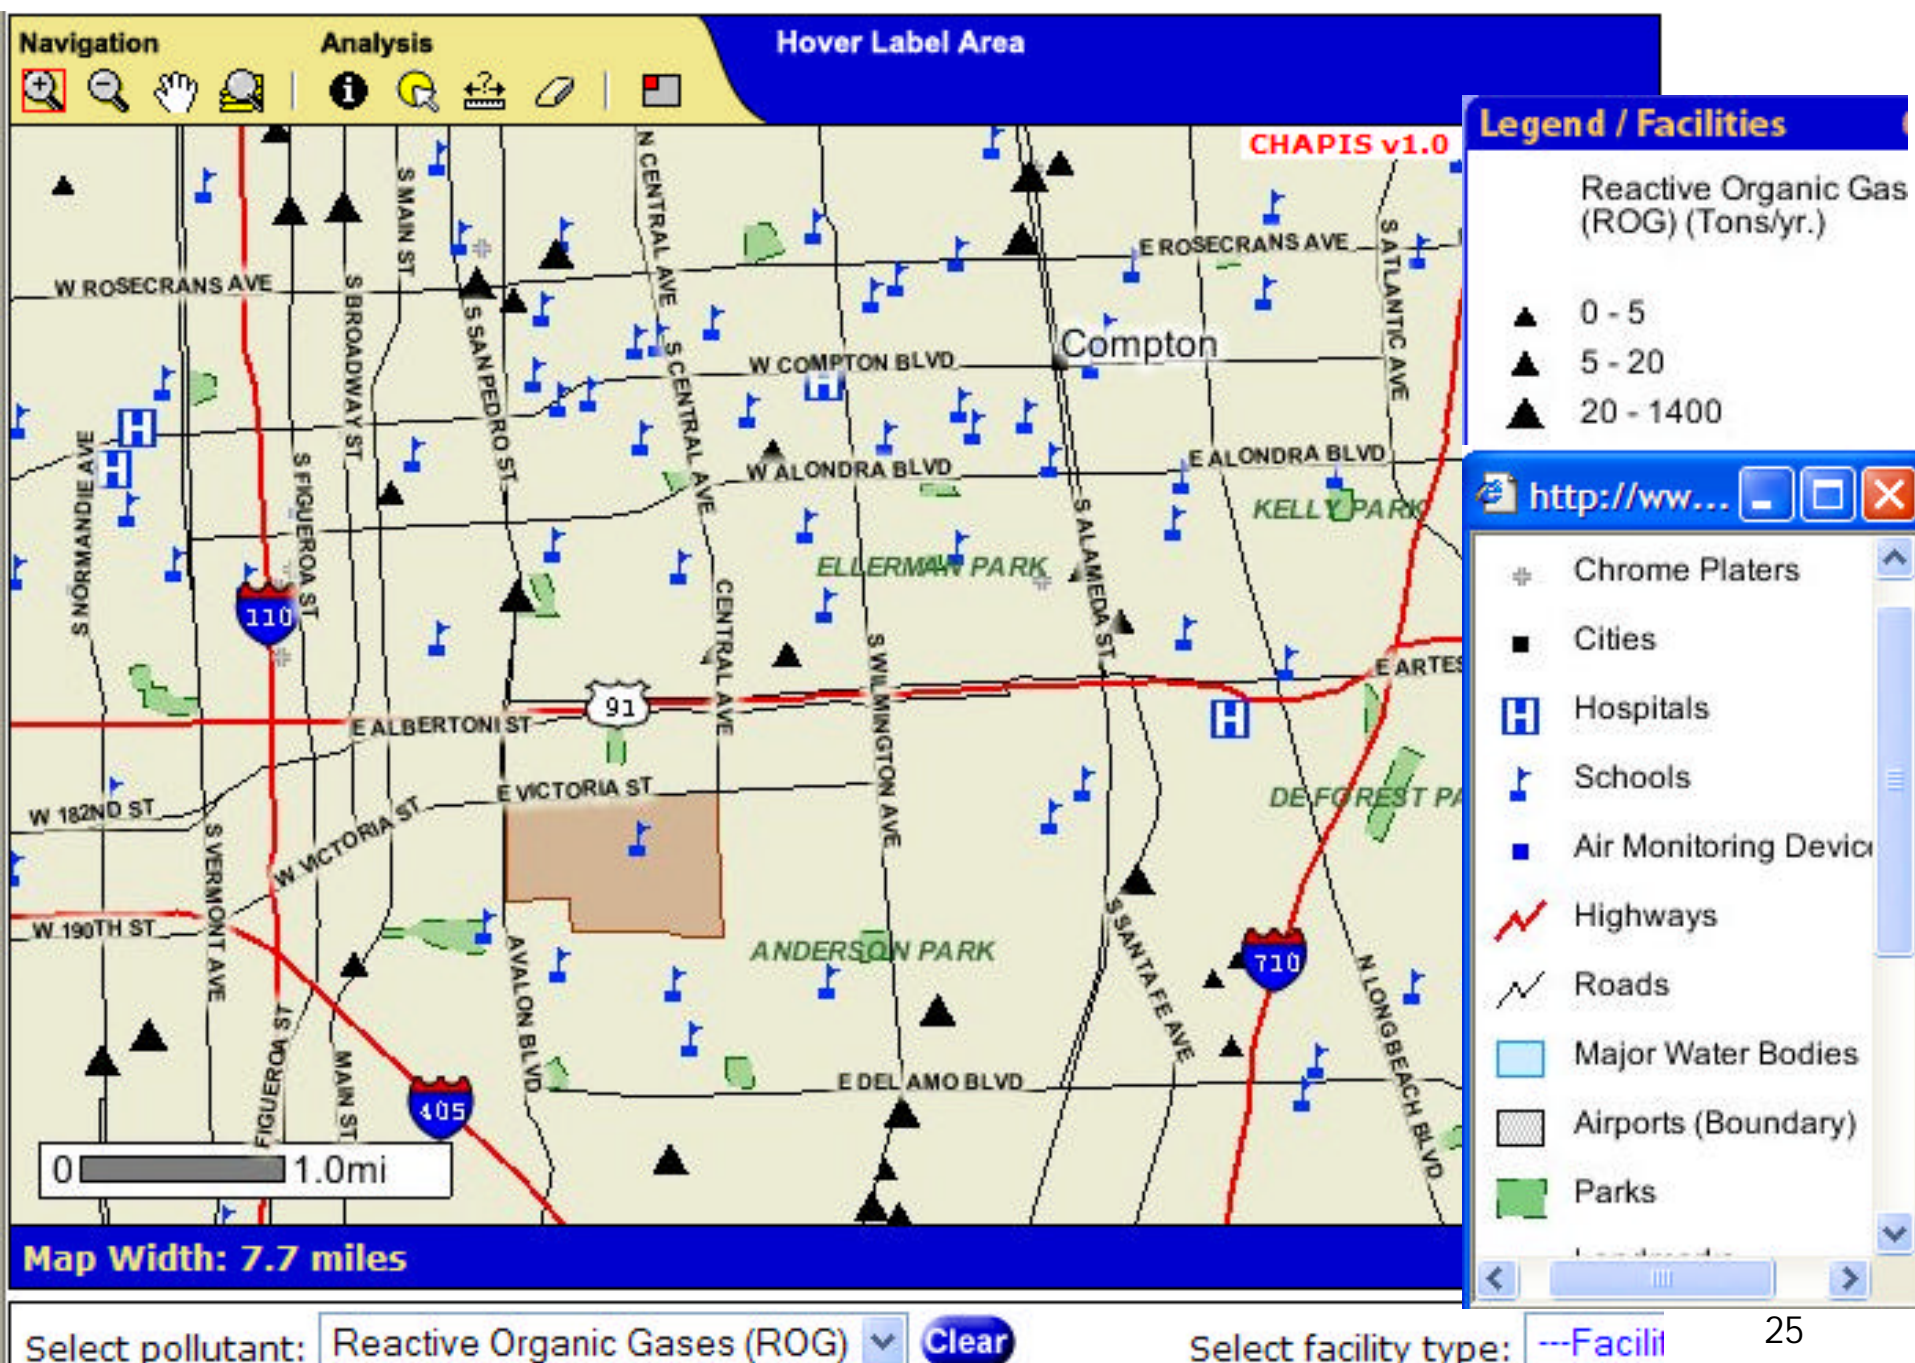 Navigation
Analysis
Hover Label Area
CHAPIS v1.0
N CENTRAL AVE
S MAIN ST
S ATLANTIC AVE
E ROSECRANS AVE
W ROSECRANS AVE
S BROADWAY ST
S SAN PEDRO ST
S CENTRAL AVE
Compton
W COMPTON BLVD
H
H
H
S NORMANDIE AVE
S FIGUEROA ST
W ALONDRA BLVD
E ALONDRA BLVD
KELLY PARK
S ALAMEDA ST
ELLERMAN PARK
110
CENTRAL AVE
S WILMINGTON AVE
E ARTES
91
E ALBERTONI ST
H
E VICTORIA ST
W 182ND ST
W VICTORIA ST
S VERMONT AVE
DE FOREST PA
W 190TH ST
ANDERSON PARK
AVALON BLVD
S SANTA FE AVE
710
N LONG BEACH BLVD
FIGUEROA ST
MAIN ST
E DEL AMO BLVD
405
0
1.0mi
Map Width: 7.7 miles
Select pollutant:
Reactive Organic Gases (ROG)
Clear
Select facility type:
---Facilit
Legend / Facilities
Reactive Organic Gas
(ROG) (Tons/yr.)
0 - 5
5 - 20
20 - 1400
http://ww...
Chrome Platers
Cities
H Hospitals
Schools
Air Monitoring Device
Highways
Roads
Major Water Bodies
Airports (Boundary)
Parks
25